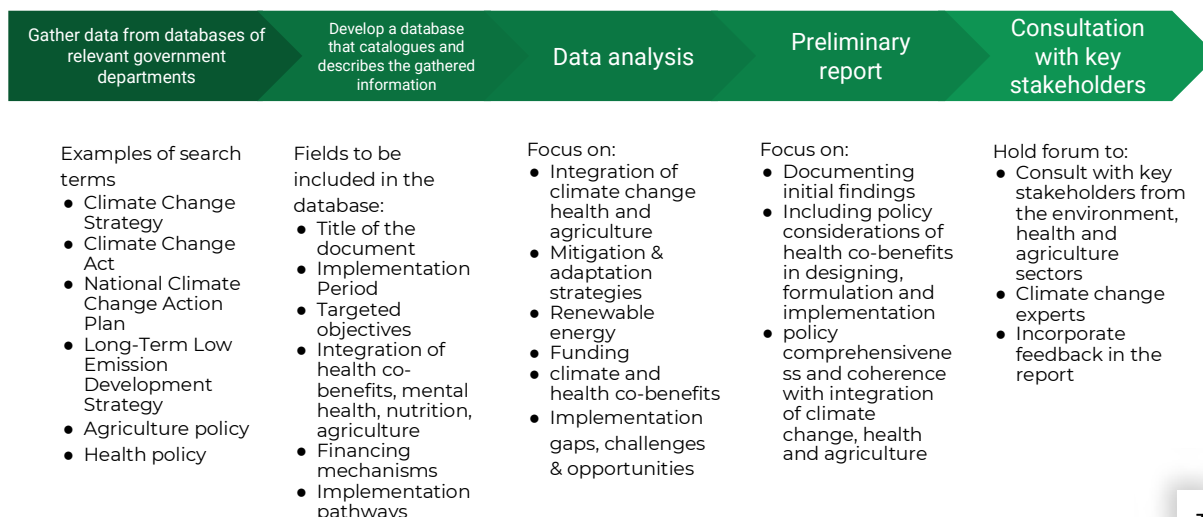 Gather data from databases of
relevant government
departments
Develop a database
that catalogues and
describes the gathered
information
Data analysis
Preliminary
report
Consultation
with key
stakeholders
Examples of search
terms
● Climate Change
Strategy
● Climate Change
Act
● National Climate
Change Action
Plan
● Long-Term Low
Emission
Development
Strategy
● Agriculture policy
● Health policy
Fields to be
included in the
database:
● Title of the
document
● Implementation
Period
● Targeted
objectives
● Integration of
health co-
benefits, mental
health, nutrition,
agriculture
● Financing
mechanisms
● Implementation
pathways
Focus on:
● Integration of
climate change
health and
agriculture
● Mitigation &
adaptation
strategies
● Renewable
energy
● Funding
● climate and
health co-benefits
● Implementation
gaps, challenges
& opportunities
Focus on:
● Documenting
initial findings
● Including policy
considerations of
health co-benefits
in designing,
formulation and
implementation
● policy
comprehensivene
ss and coherence
with integration
of climate
change, health
and agriculture
Hold forum to:
● Consult with key
stakeholders from
the environment,
health and
agriculture
sectors
● Climate change
experts
● Incorporate
feedback in the
report